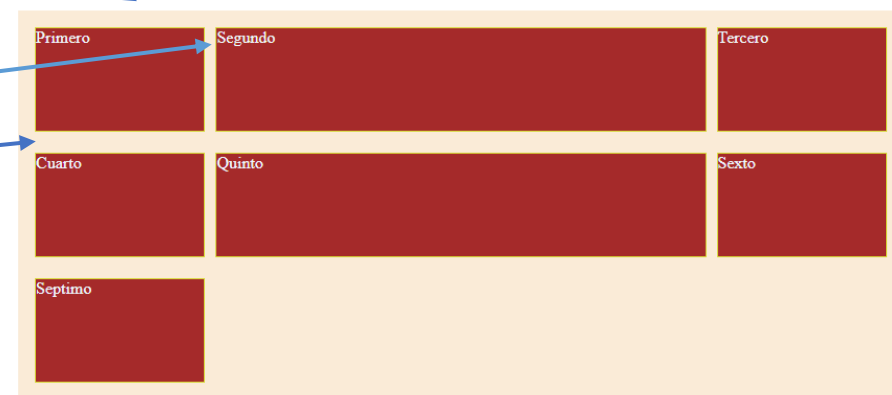 Primero
Segundo
Tercero
Cuarto
Quinto
Sexto
Septimo